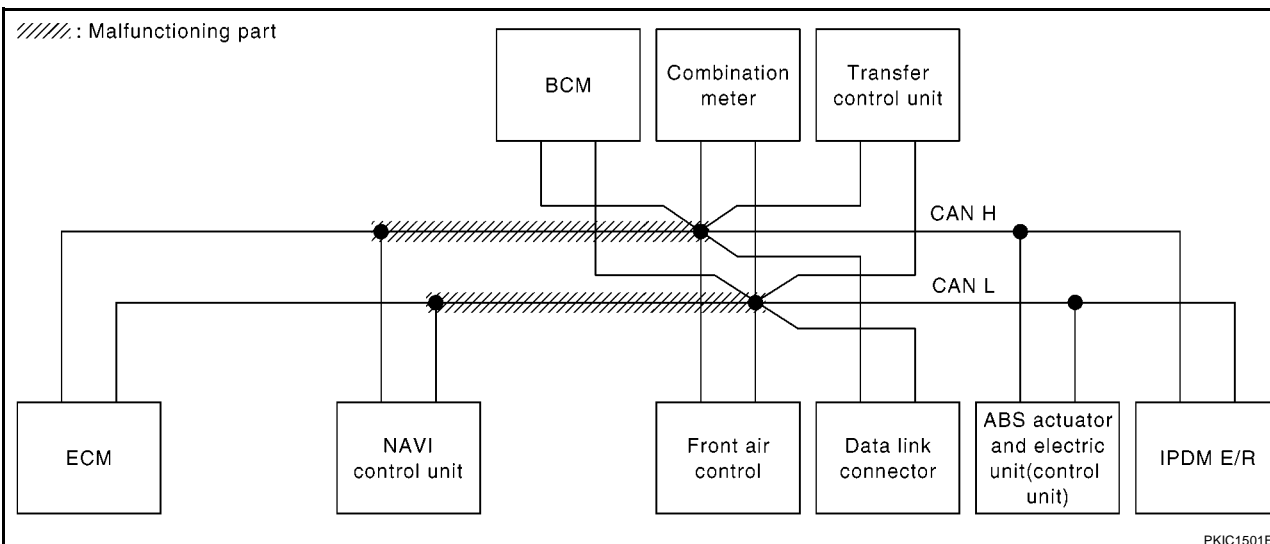 : Malfunctioning part
BCM
Combination
meter
Transfer
control unit
CAN H
CAN L
ECM
NAVI
control unit
Front air
control
Data link
connector
ABS actuator
and electric
unit(control
unit)
IPDM E/R